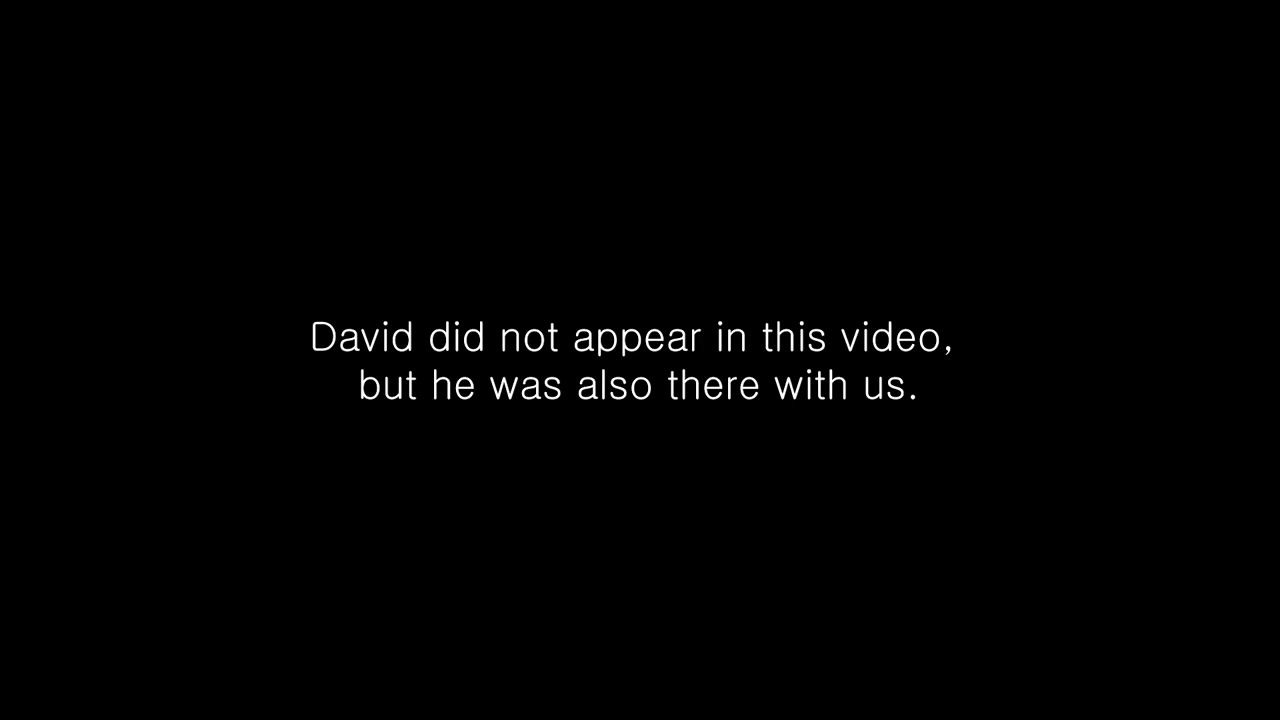 David did not appear in this video,
but he was also there with us.